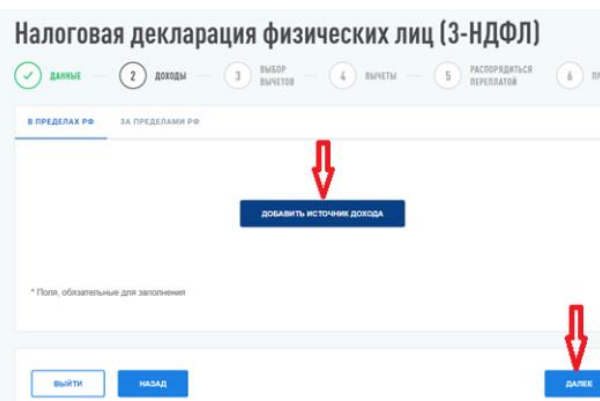 Налоговая декларация физических лиц (3-НДФЛ)
ДАННЫЕ
2 ДОХОДЫ
3 ВЫБОР ВЫЧЕТОВ
4 ВЫЧЕТЫ
5 РАСПОРЯДИТЬСЯ ПЕРЕПЛАТОЙ
6
В ПРЕДЕЛАХ РФ ЗА ПРЕДЕЛАМИ РФ
ДОБАВИТЬ ИСТОЧНИК ДОХОДА
* Поля, обязательные для заполнения
ВЫЙТИ НАЗАД ДАЛЕЕ